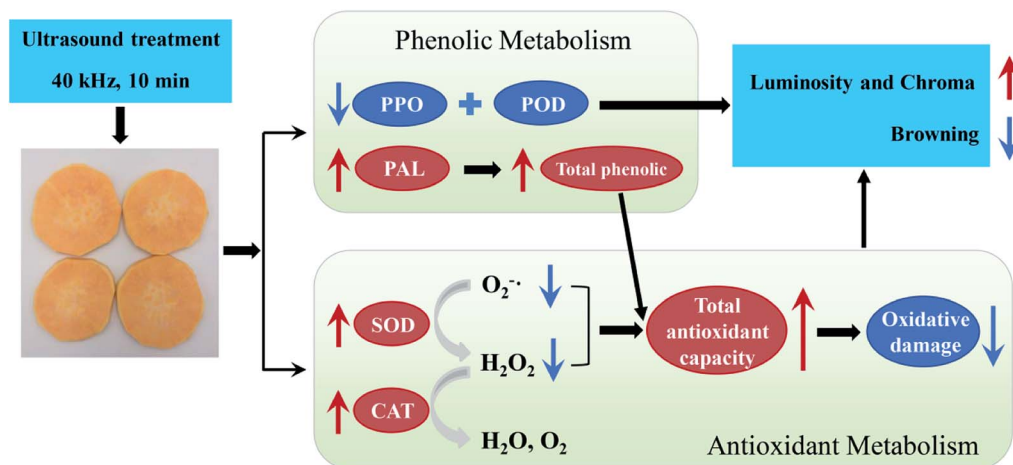 Ultrasound treatment
40 kHz, 10 min
Phenolic Metabolism
PPO + POD
PAL
Total phenolic
Luminosity and Chroma
Browning
O₂⁻·
SOD
H₂O₂
CAT
H₂O, O₂
Total
antioxidant
capacity
Oxidative
damage
Antioxidant Metabolism